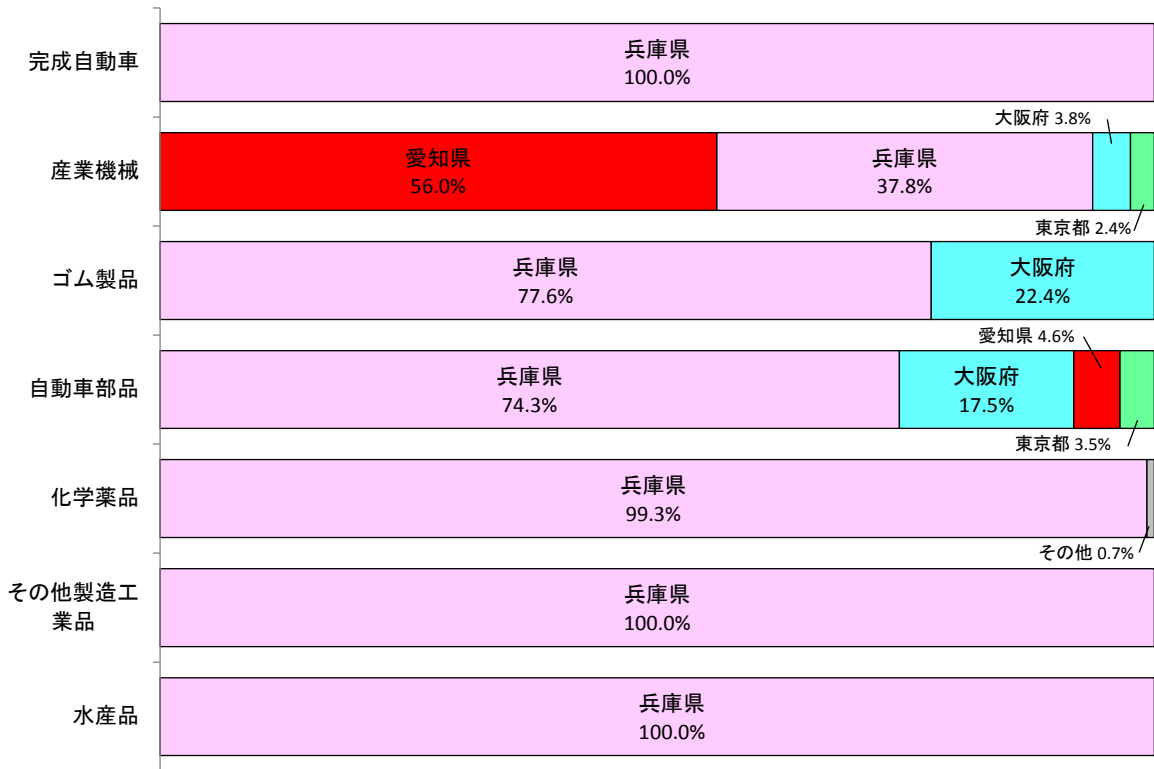 完成自動車
兵庫県
100.0%
大阪府 3.8%
産業機械
愛知県
56.0%
兵庫県
37.8%
東京都 2.4%
ゴム製品
兵庫県
77.6%
大阪府
22.4%
愛知県 4.6%
自動車部品
兵庫県
74.3%
大阪府
17.5%
東京都 3.5%
化学薬品
兵庫県
99.3%
その他 0.7%
その他製造工
業品
兵庫県
100.0%
水産品
兵庫県
100.0%